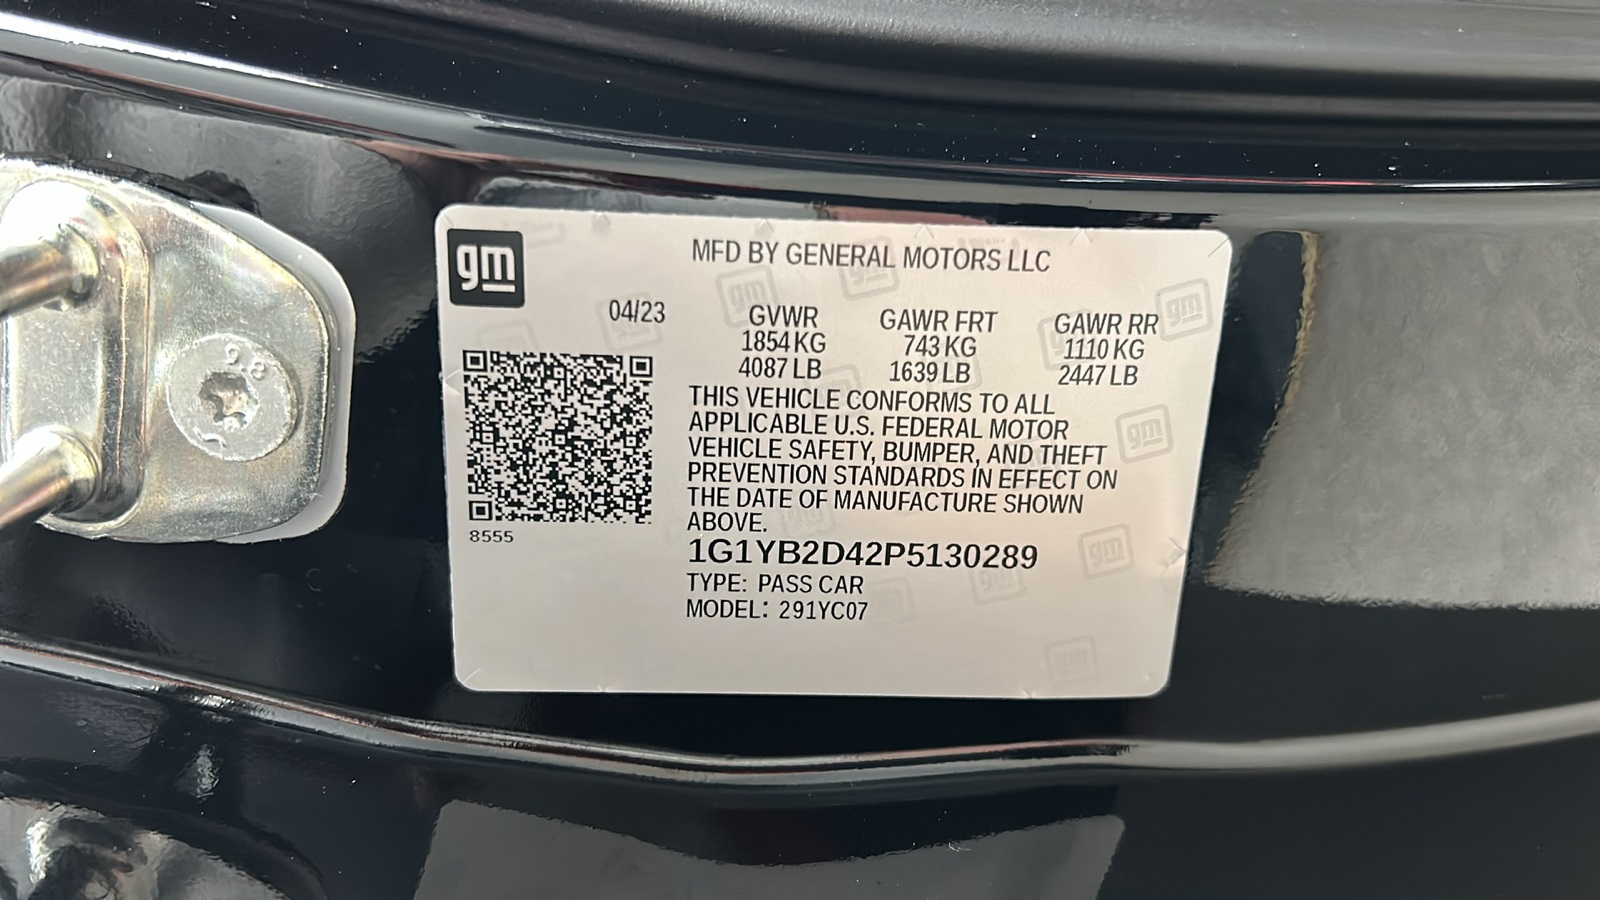 gm
MFD BY GENERAL MOTORS LLC
04/23
GVWR GAWR FRT GAWR RR
1854 KG 743 KG 1110 KG
4087 LB 1639 LB 2447 LB
THIS VEHICLE CONFORMS TO ALL
APPLICABLE U.S. FEDERAL MOTOR
VEHICLE SAFETY, BUMPER, AND THEFT
PREVENTION STANDARDS IN EFFECT ON
THE DATE OF MANUFACTURE SHOWN
ABOVE.
1G1YB2D42P5130289
TYPE: PASS CAR
MODEL: 291YC07
8555